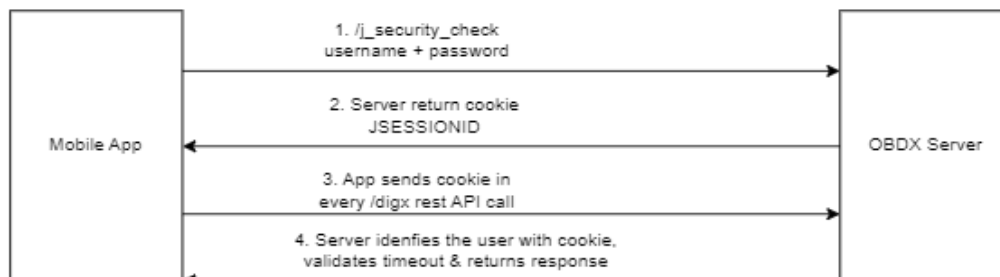 1. /j_security_check
username + password
2. Server return cookie
JSESSIONID
Mobile App
OBDX Server
3. App sends cookie in
every /digx rest API call
4. Server idenfies the user with cookie,
validates timeout & returns response